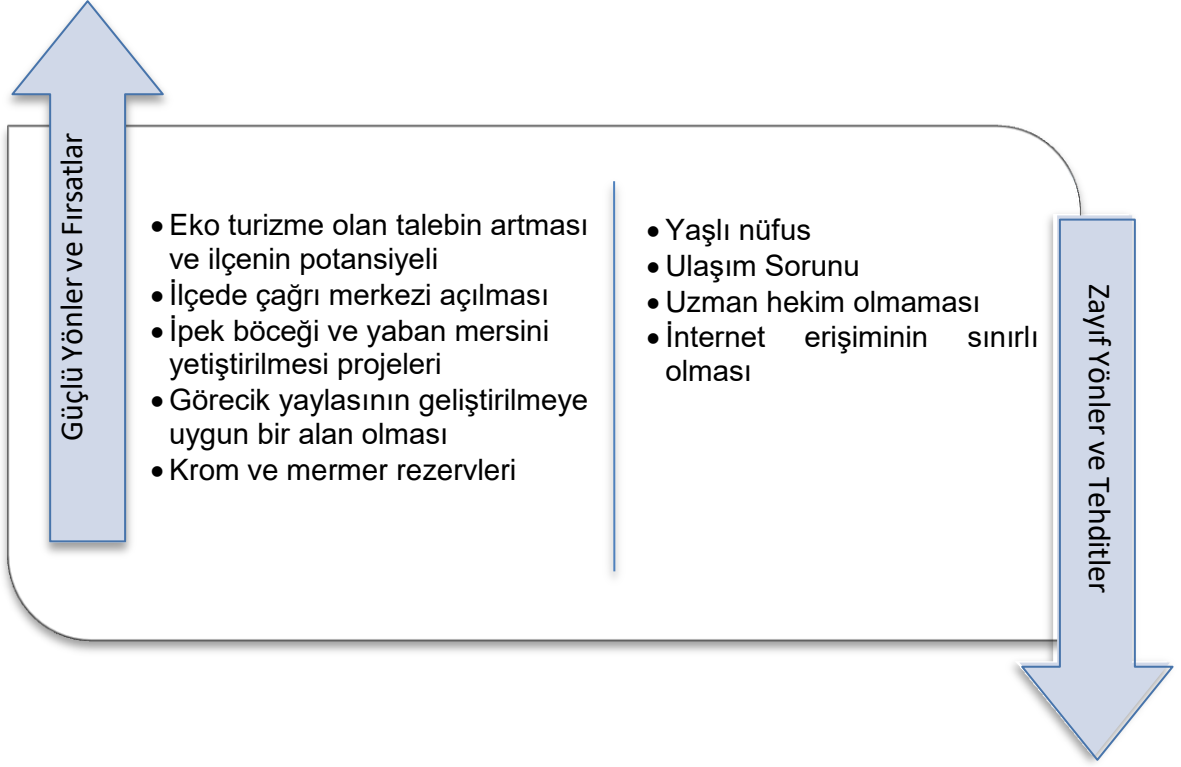 Güçlü Yönler ve Fırsatlar
• Eko turizme olan talebin artması
ve ilçenin potansiyeli
• İlçede çağrı merkezi açılması
• İpek böceği ve yaban mersini
yetiştirilmesi projeleri
• Görecik yaylasının geliştirilmeye
uygun bir alan olması
• Krom ve mermer rezervleri
• Yaşlı nüfus
• Ulaşım Sorunu
• Uzman hekim olmaması
• İnternet erişiminin sınırlı
olması
Zayıf Yönler ve Tehditler